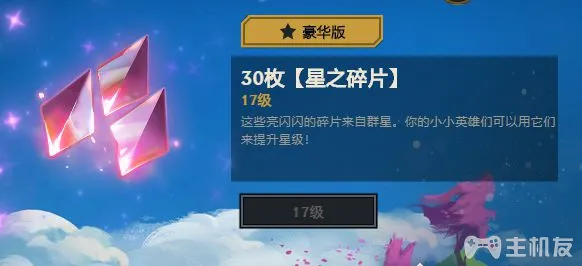 ★ 豪华版
30枚【星之碎片】
17级
这些亮闪闪的碎片来自群星。你的小小英雄们可以用它们
来提升星级！
17级
主机友